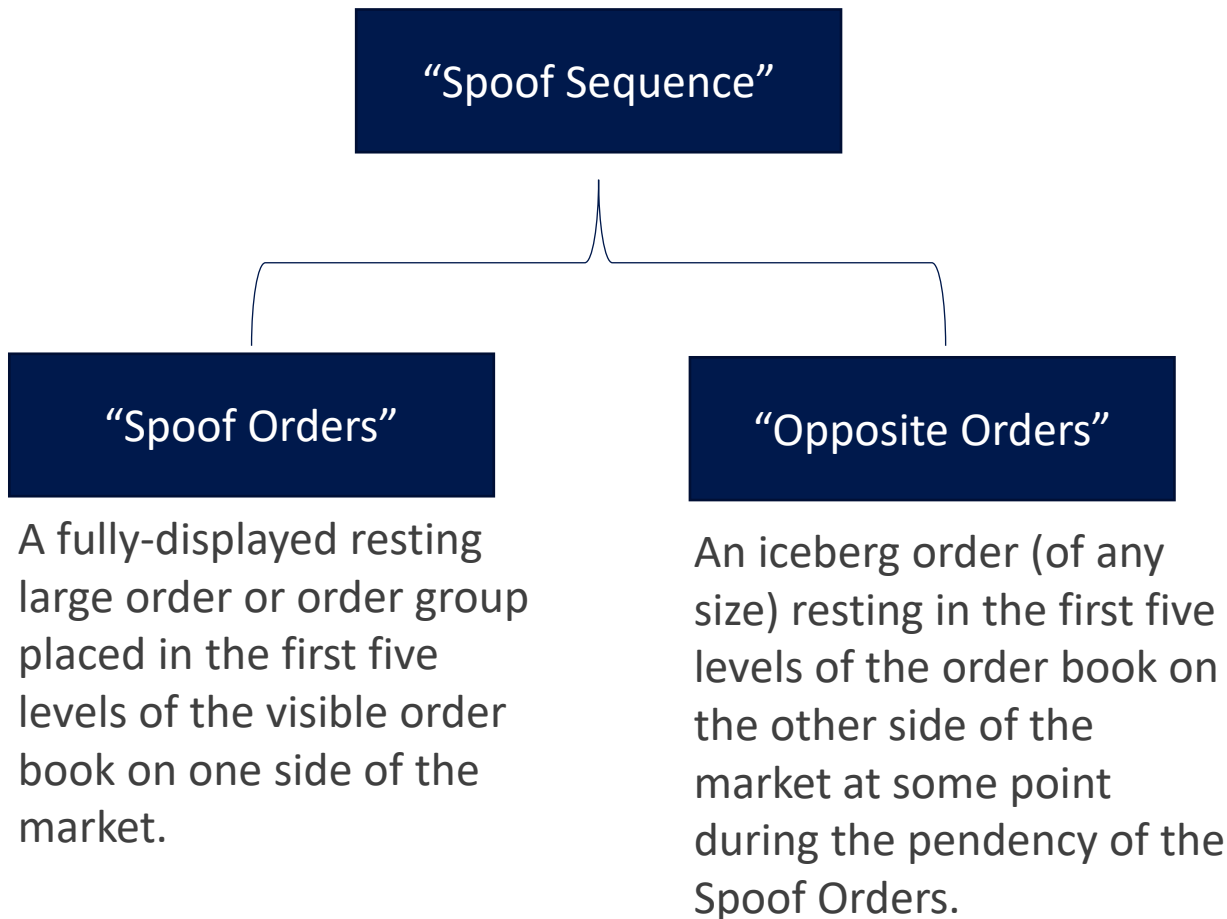 “Spoof Sequence”
“Spoof Orders”
A fully-displayed resting
large order or order group
placed in the first five
levels of the visible order
book on one side of the
market.
“Opposite Orders”
An iceberg order (of any
size) resting in the first five
levels of the order book on
the other side of the
market at some point
during the pendency of the
Spoof Orders.